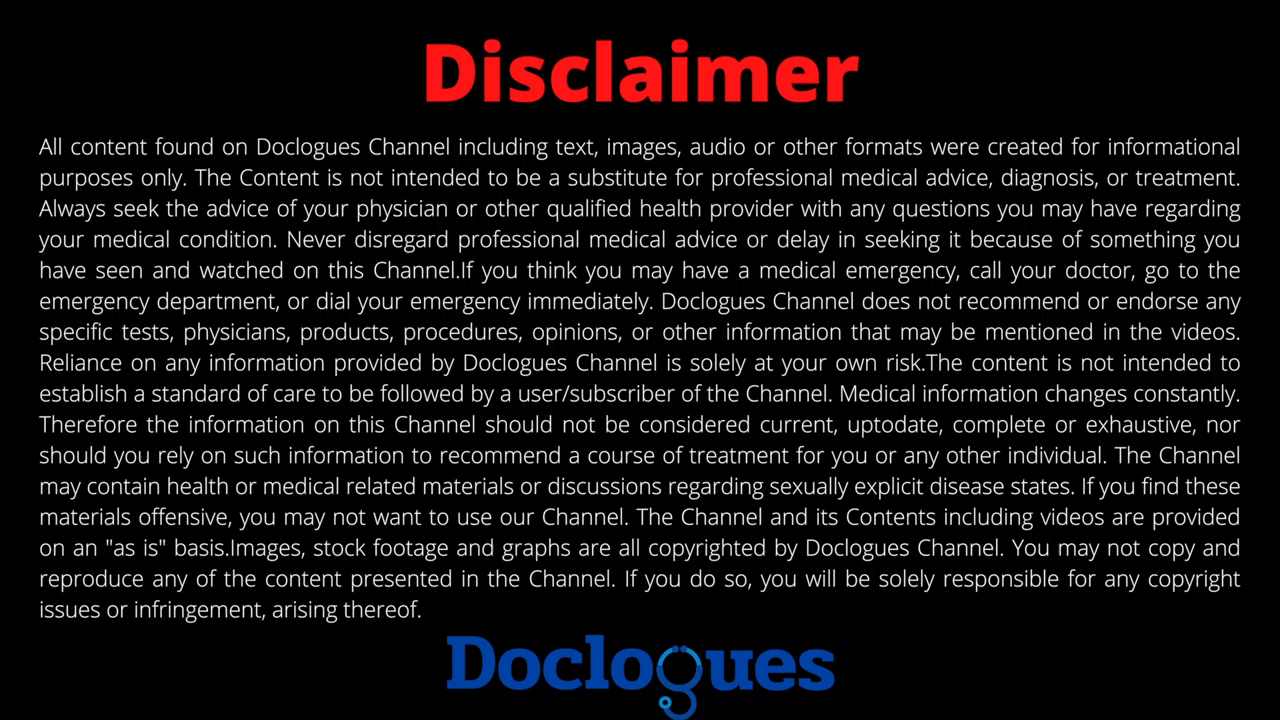 Disclaimer
All content found on Doclogues Channel including text, images, audio or other formats were created for informational
purposes only. The Content is not intended to be a substitute for professional medical advice, diagnosis, or treatment.
Always seek the advice of your physician or other qualified health provider with any questions you may have regarding
your medical condition. Never disregard professional medical advice or delay in seeking it because of something you
have seen and watched on this Channel.If you think you may have a medical emergency, call your doctor, go to the
emergency department, or dial your emergency immediately. Doclogues Channel does not recommend or endorse any
specific tests, physicians, products, procedures, opinions, or other information that may be mentioned in the videos.
Reliance on any information provided by Doclogues Channel is solely at your own risk.The content is not intended to
establish a standard of care to be followed by a user/subscriber of the Channel. Medical information changes constantly.
Therefore the information on this Channel should not be considered current, uptodate, complete or exhaustive, nor
should you rely on such information to recommend a course of treatment for you or any other individual. The Channel
may contain health or medical related materials or discussions regarding sexually explicit disease states. If you find these
materials offensive, you may not want to use our Channel. The Channel and its Contents including videos are provided
on an "as is" basis.Images, stock footage and graphs are all copyrighted by Doclogues Channel. You may not copy and
reproduce any of the content presented in the Channel. If you do so, you will be solely responsible for any copyright
issues or infringement, arising thereof.
Doclogues